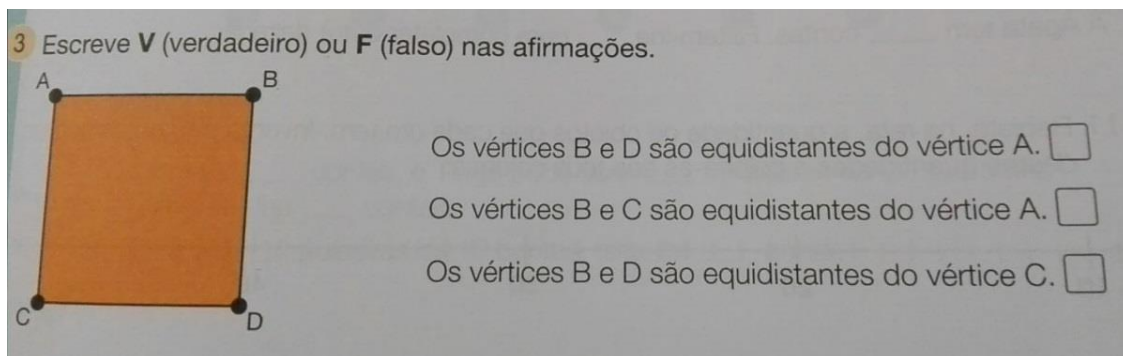 3 Escreve V (verdadeiro) ou F (falso) nas afirmações.
A
B
Os vértices B e D são equidistantes do vértice A.
Os vértices B e C são equidistantes do vértice A.
Os vértices B e D são equidistantes do vértice C.
C
D